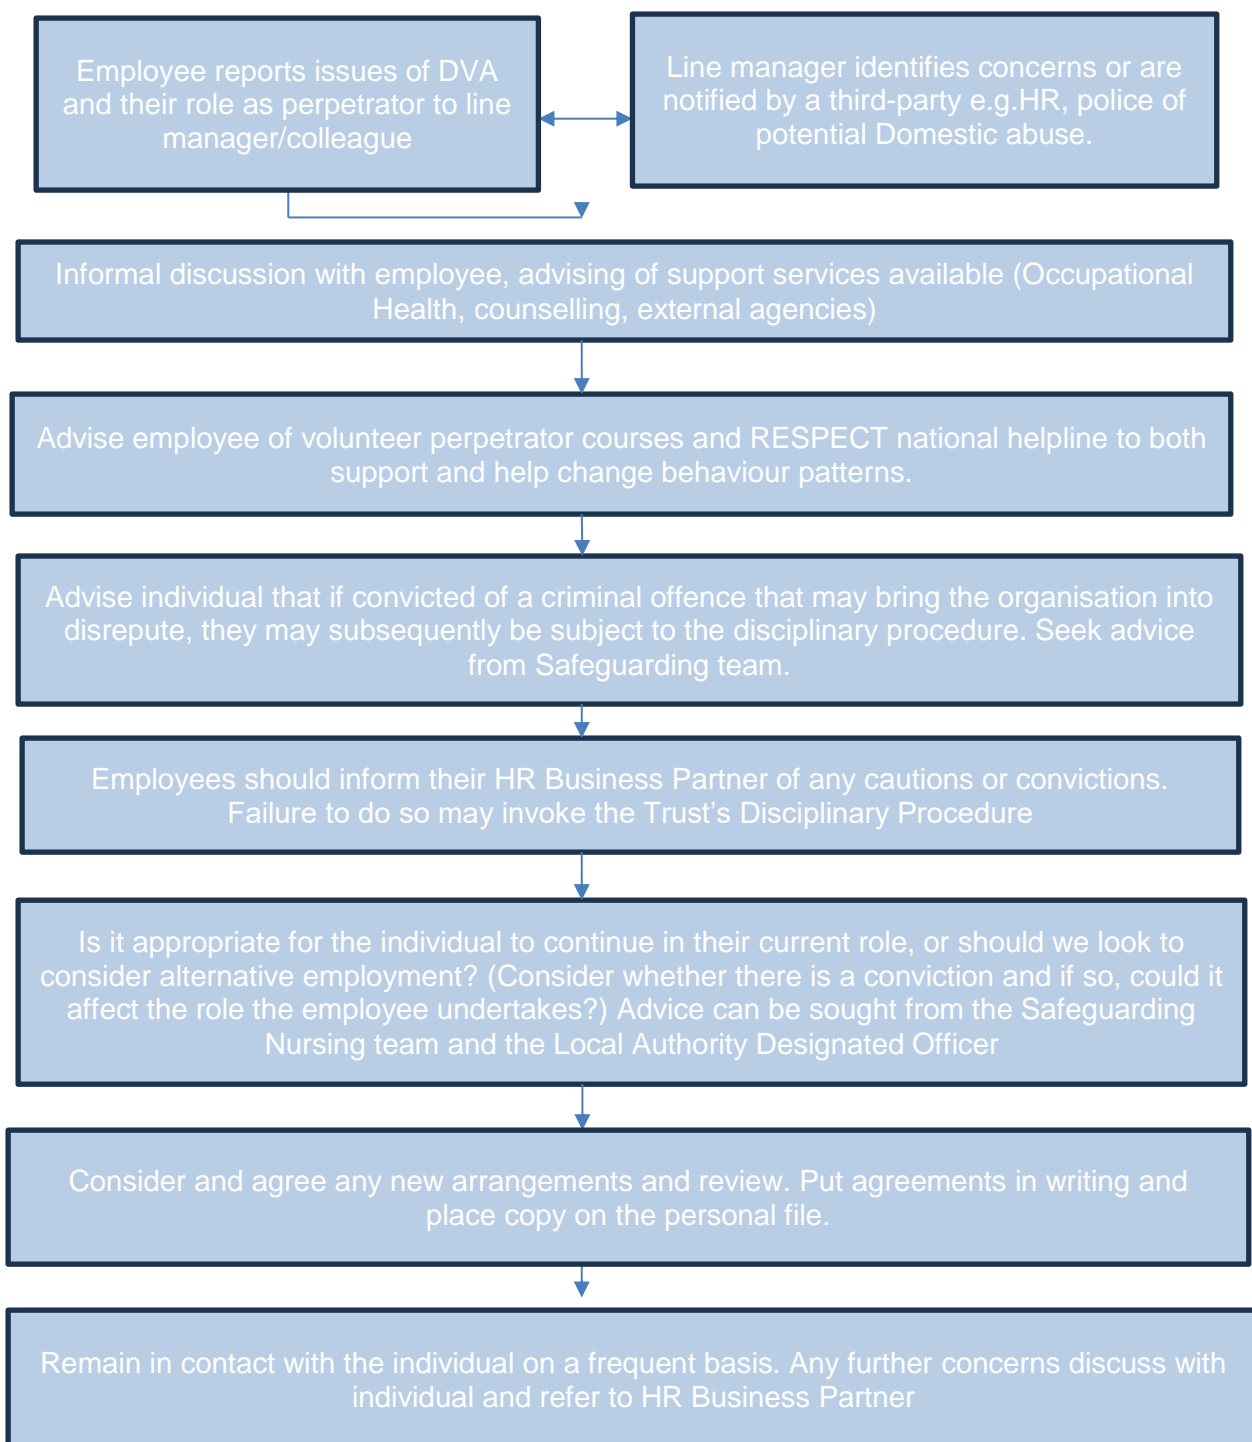 Employee reports issues of DVA
and their role as perpetrator to line
manager/colleague
Line manager identifies concerns or are
notified by a third-party e.g.HR, police of
potential Domestic abuse.
Informal discussion with employee, advising of support services available (Occupational
Health, counselling, external agencies)
Advise employee of volunteer perpetrator courses and RESPECT national helpline to both
support and help change behaviour patterns.
Advise individual that if convicted of a criminal offence that may bring the organisation into
disrepute, they may subsequently be subject to the disciplinary procedure. Seek advice
from Safeguarding team.
Employees should inform their HR Business Partner of any cautions or convictions.
Failure to do so may invoke the Trust's Disciplinary Procedure
Is it appropriate for the individual to continue in their current role, or should we look to
consider alternative employment? (Consider whether there is a conviction and if so, could it
affect the role the employee undertakes?) Advice can be sought from the Safeguarding
Nursing team and the Local Authority Designated Officer
Consider and agree any new arrangements and review. Put agreements in writing and
place copy on the personal file.
Remain in contact with the individual on a frequent basis. Any further concerns discuss with
individual and refer to HR Business Partner